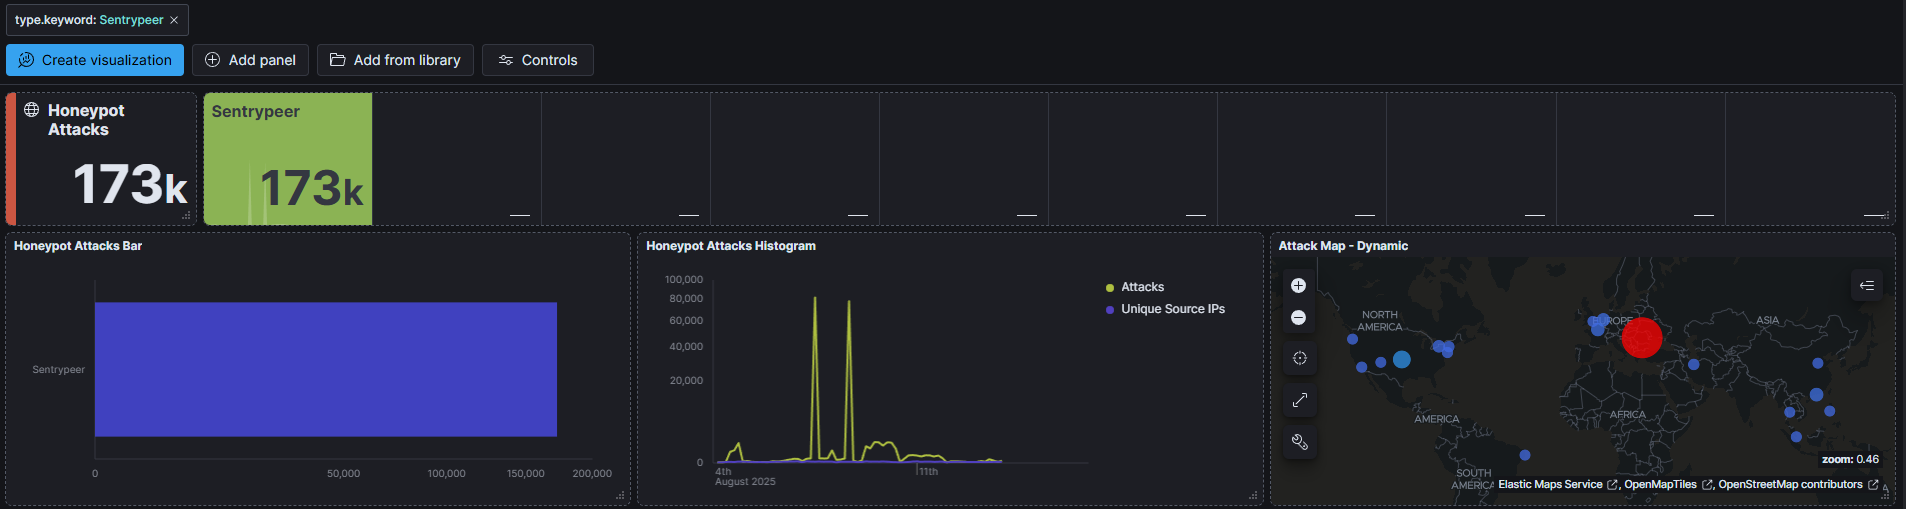 type.keyword: Sentrypeer ×
Create visualization
Add panel
Add from library
Controls
Honeypot
Attacks
173k
Sentrypeer
173k
Honeypot Attacks Bar
Sentrypeer
0
50,000
100,000
150,000
200,000
Honeypot Attacks Histogram
100,000
80,000
60,000
40,000
20,000
0
4th
August 2025
11th
Attacks
Unique Source IPs
Attack Map - Dynamic
NORTH
AMERICA
EUROPE
ASIA
AMERICA
AFRICA
SOUTH
AMERICA
zoom: 0.46
Elastic Maps Service , OpenMapTiles , OpenStreetMap contributors